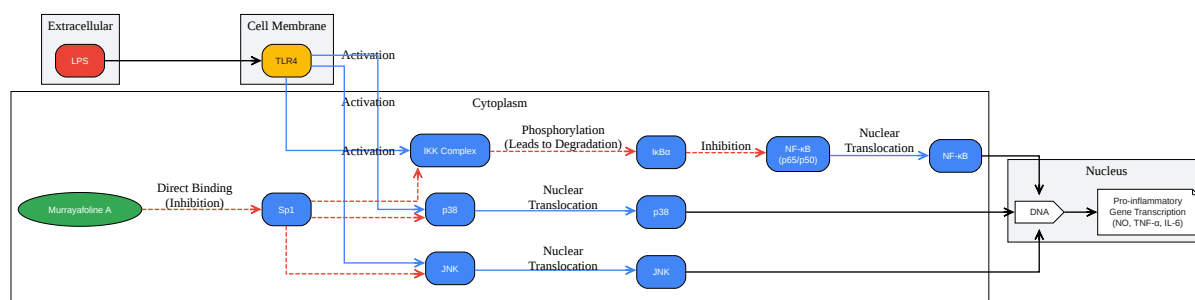 Extracellular
LPS
Cell Membrane
TLR4
Activation
Activation
Activation
Cytoplasm
IKK Complex
Phosphorylation
(Leads to Degradation)
IκBα
Inhibition
NF-κB
(p65/p50)
Nuclear
Translocation
NF-κB
Murrayafoline A
Direct Binding
(Inhibition)
Sp1
p38
Nuclear
Translocation
p38
JNK
Nuclear
Translocation
JNK
Nucleus
DNA
Pro-inflammatory
Gene Transcription
(NO, TNF-α, IL-6)